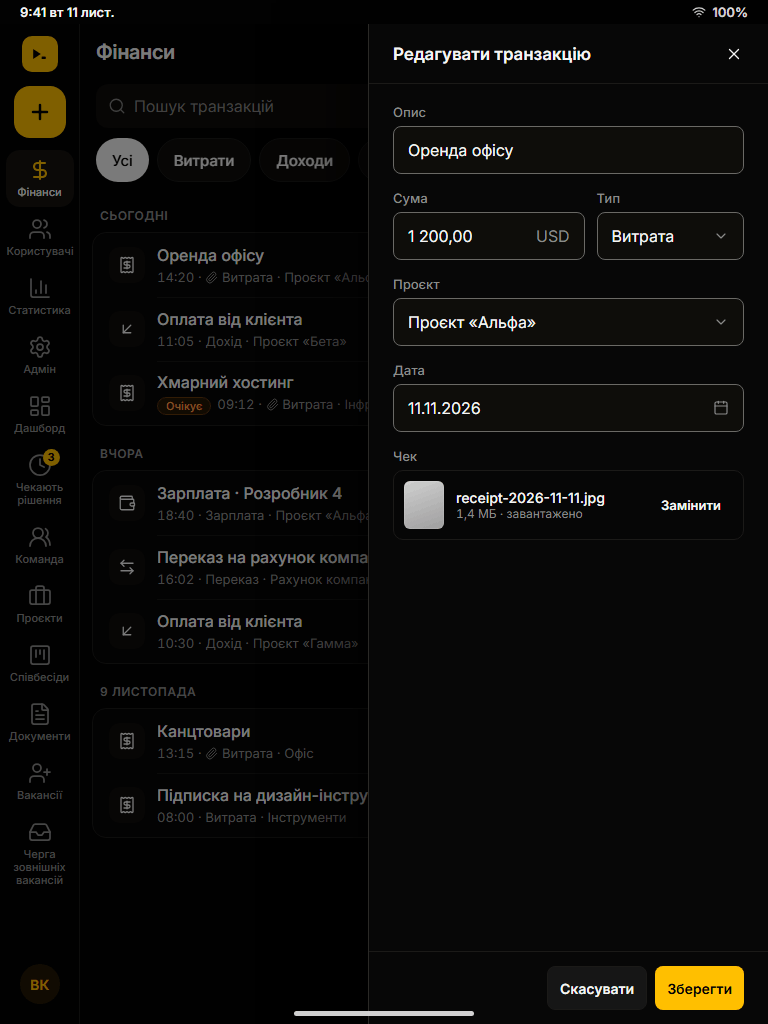 9:41 вт 11 лист.
100%
Фінанси
Користувачі
Статистика
Адмін
Дашборд
3
Чекають
рішення
Команда
Проєкти
Співбесіди
Документи
Вакансії
Черга
зовнішніх
вакансій
ВК
Фінанси
Пошук транзакцій
Усі
Витрати
Доходи
СЬОГОДНІ
Оренда офісу
14:20 · Витрата · Проєкт «Аль
Оплата від клієнта
11:05 · Дохід · Проєкт «Бета»
Хмарний хостинг
Очікує 09:12 · Витрата · Інф
ВЧОРА
Зарплата · Розробник 4
18:40 · Зарплата · Проєкт «Альфа
Переказ на рахунок компа
16:02 · Переказ · Рахунок компан
Оплата від клієнта
10:30 · Дохід · Проєкт «Гамма»
9 ЛИСТОПАДА
Канцтовари
13:15 · Витрата · Офіс
Підписка на дизайн-інстру
08:00 · Витрата · Інструменти
Редагувати транзакцію
Опис
Оренда офісу
Сума
Тип
1 200,00 USD
Витрата
Проєкт
Проєкт «Альфа»
Дата
11.11.2026
Чек
receipt-2026-11-11.jpg
1,4 МБ · завантажено
Замінити
Скасувати
Зберегти